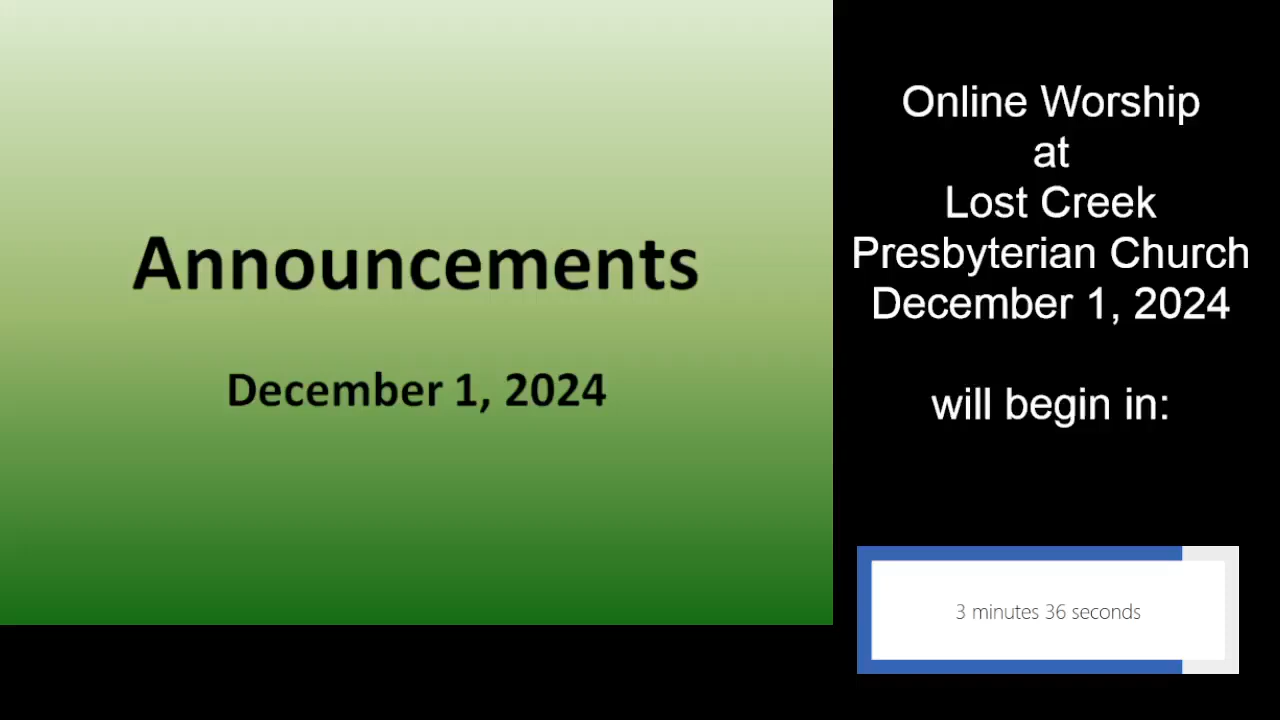 Announcements
December 1, 2024
Online Worship
at
Lost Creek
Presbyterian Church
December 1, 2024
will begin in:
3 minutes 36 seconds